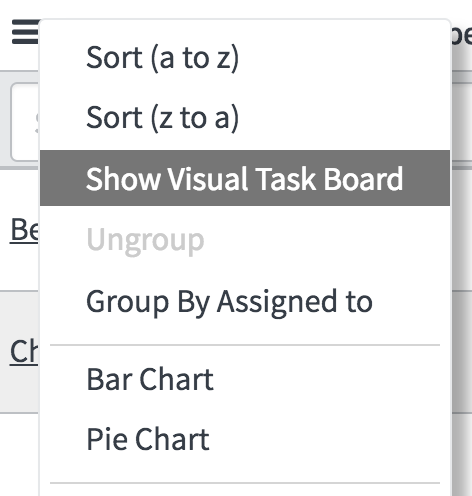 Sort (a to z)
Sort (z to a)
Show Visual Task Board
Ungroup
Group By Assigned to
Bar Chart
Pie Chart